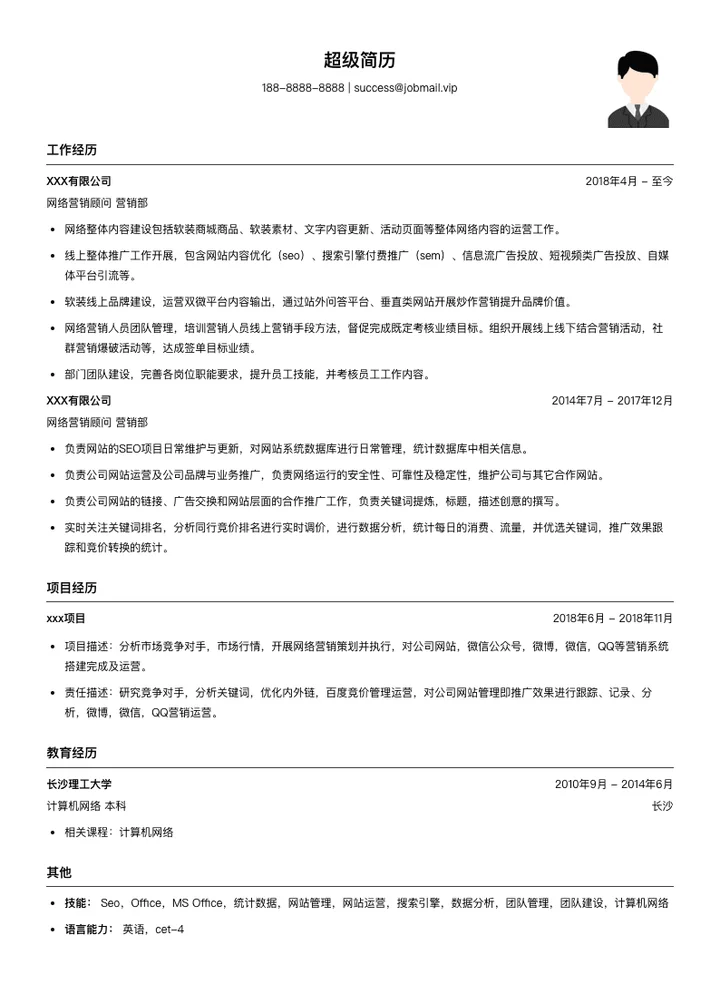 超级简历
188-8888-8888 | success@jobmail.vip
工作经历
XXX有限公司 2018年4月 – 至今
网络营销顾问 营销部
• 网络整体内容建设包括软装商城商品、软装素材、文字内容更新、活动页面等整体网络内容的运营工作。
• 线上整体推广工作开展，包含网站内容优化（seo）、搜索引擎付费推广（sem）、信息流广告投放、短视频类广告投放、自媒
体平台引流等。
• 软装线上品牌建设，运营双微平台内容输出，通过站外问答平台、垂直类网站开展炒作营销提升品牌价值。
• 网络营销人员团队管理，培训营销人员线上营销手段方法，督促完成既定考核业绩目标。组织开展线上线下结合营销活动，社
群营销爆破活动等，达成签单目标业绩。
• 部门团队建设，完善各岗位职能要求，提升员工技能，并考核员工工作内容。
XXX有限公司 2014年7月 – 2017年12月
网络营销顾问 营销部
• 负责网站的SEO项目日常维护与更新，对网站系统数据库进行日常管理，统计数据库中相关信息。
• 负责公司网站运营及公司品牌与业务推广，负责网络运行的安全性、可靠性及稳定性，维护公司与其它合作网站。
• 负责公司网站的链接、广告交换和网站层面的合作推广工作，负责关键词提炼，标题，描述创意的撰写。
• 实时关注关键词排名，分析同行竞价排名进行实时调价，进行数据分析，统计每日的消费、流量，并优选关键词，推广效果跟
踪和竞价转换的统计。
项目经历
xxx项目 2018年6月 – 2018年11月
• 项目描述：分析市场竞争对手，市场行情，开展网络营销策划并执行，对公司网站，微信公众号，微博，微信，QQ等营销系统
搭建完成及运营。
• 责任描述：研究竞争对手，分析关键词，优化内外链，百度竞价管理运营，对公司网站管理即推广效果进行跟踪、记录、分
析，微博，微信，QQ营销运营。
教育经历
长沙理工大学 2010年9月 – 2014年6月
计算机网络 本科 长沙
• 相关课程：计算机网络
其他
• 技能： Seo，Office，MS Office，统计数据，网站管理，网站运营，搜索引擎，数据分析，团队管理，团队建设，计算机网络
• 语言能力： 英语，cet-4